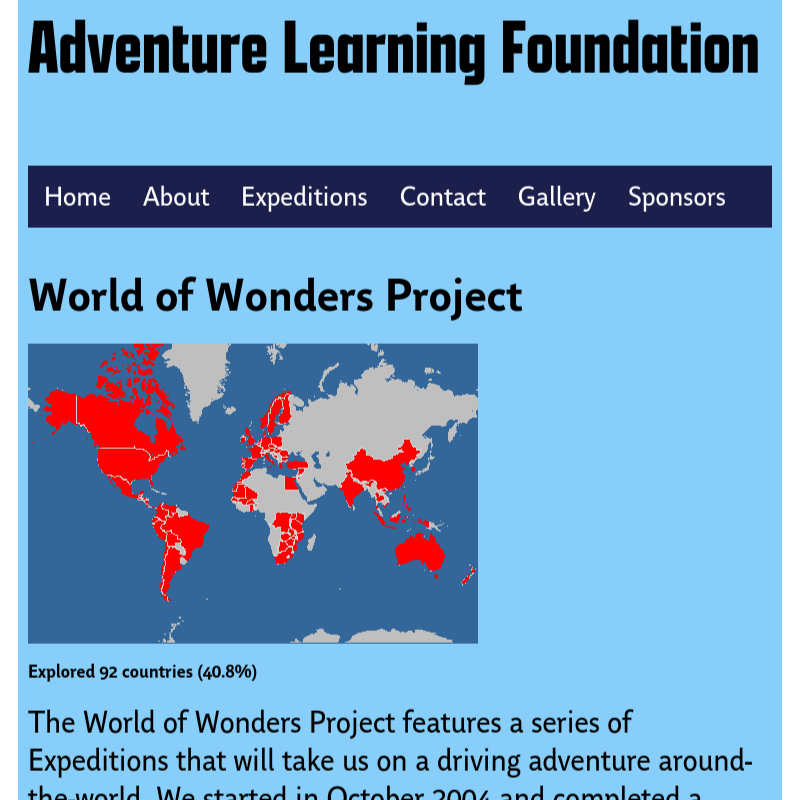 Adventure Learning Foundation
Home About Expeditions Contact Gallery Sponsors
World of Wonders Project
Explored 92 countries (40.8%)
The World of Wonders Project features a series of
Expeditions that will take us on a driving adventure around-
the-world. We started in October 2004 and completed a